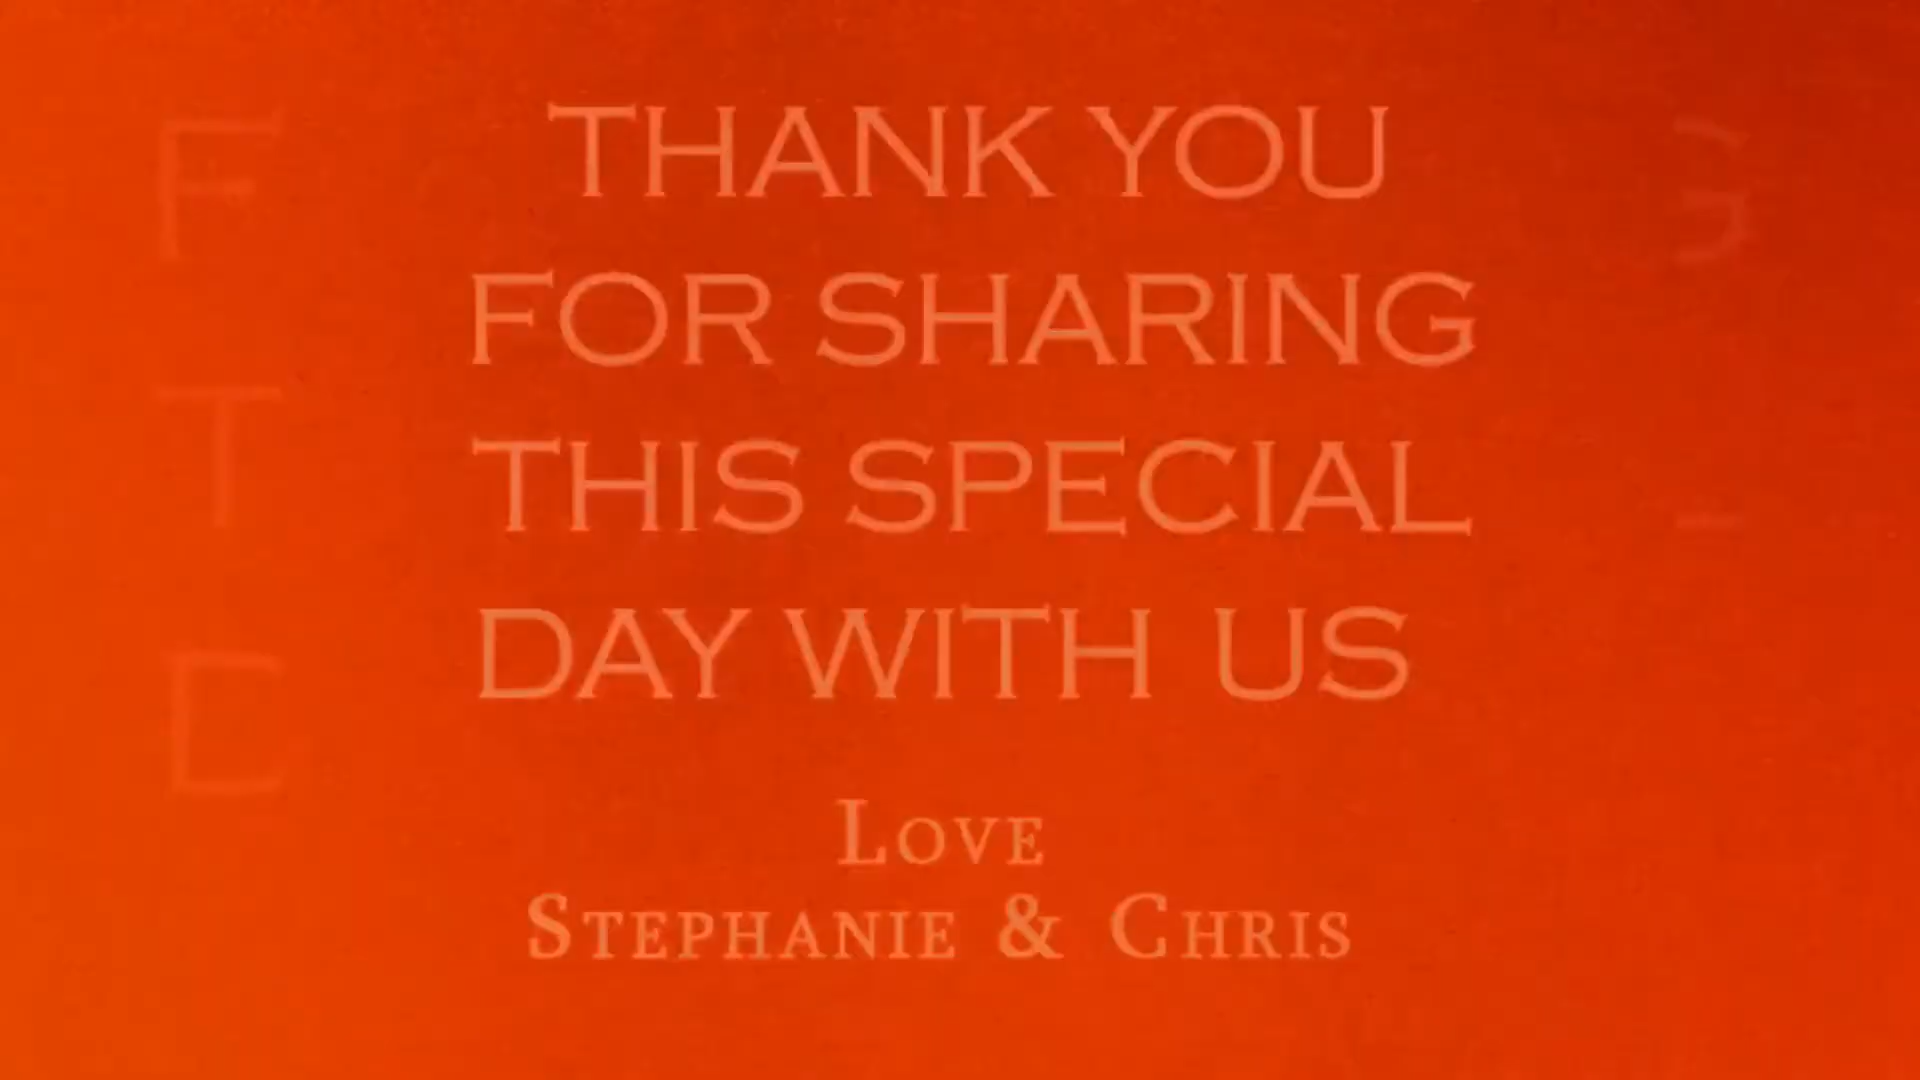 THANK YOU
FOR SHARING
THIS SPECIAL
DAY WITH US
LOVE
STEPHANIE & CHRIS